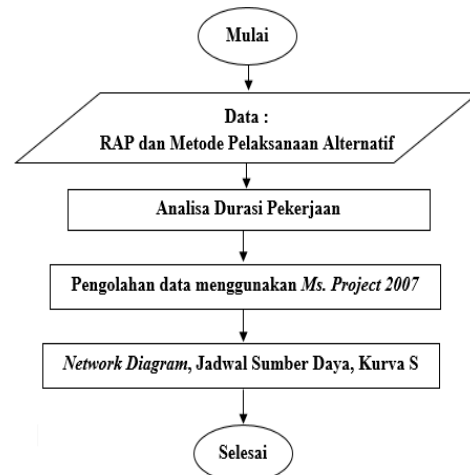 Mulai
Data :
RAP dan Metode Pelaksanaan Alternatif
Analisa Durasi Pekerjaan
Pengolahan data menggunakan Ms. Project 2007
Network Diagram, Jadwal Sumber Daya, Kurva S
Selesai